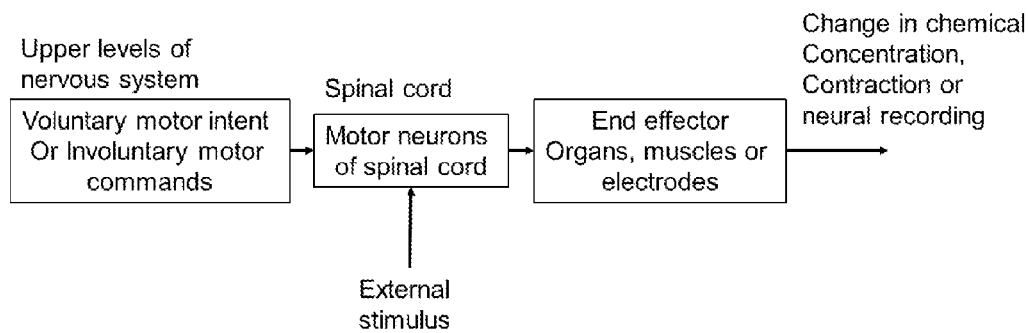 Upper levels of
nervous system
Voluntary motor intent
Or Involuntary motor
commands
Spinal cord
Motor neurons
of spinal cord
External
stimulus
End effector
Organs, muscles or
electrodes
Change in chemical
Concentration,
Contraction or
neural recording